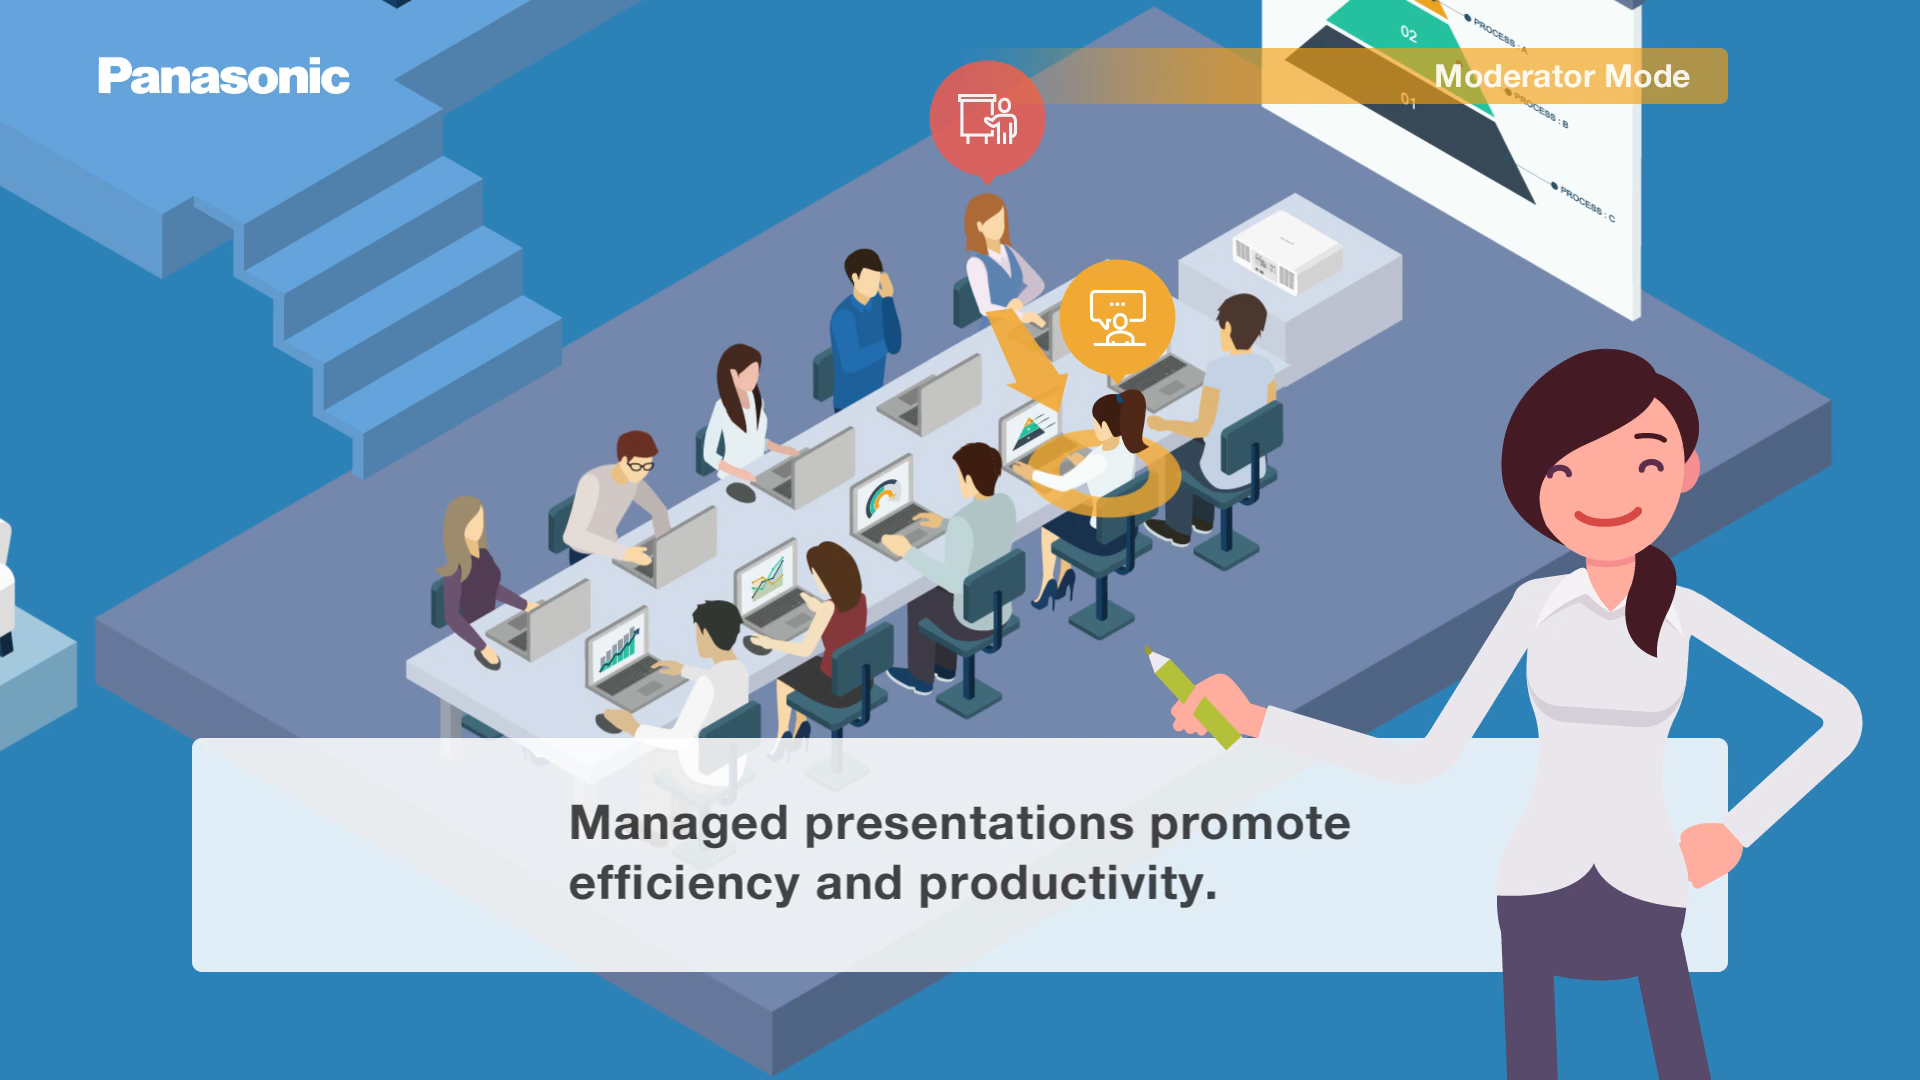 Panasonic
Moderator Mode
02
PROCESS : A
01
PROCESS : B
PROCESS : C
Managed presentations promote
efficiency and productivity.